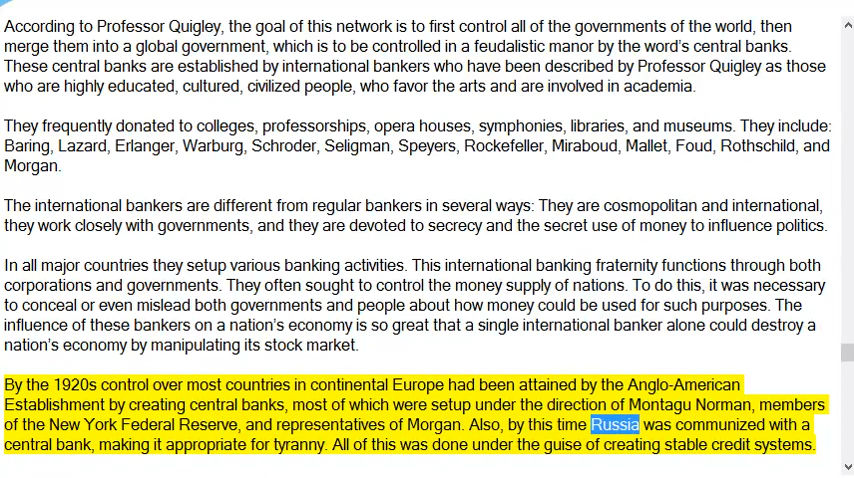 According to Professor Quigley, the goal of this network is to first control all of the governments of the world, then
merge them into a global government, which is to be controlled in a feudalistic manor by the word's central banks.
These central banks are established by international bankers who have been described by Professor Quigley as those
who are highly educated, cultured, civilized people, who favor the arts and are involved in academia.
They frequently donated to colleges, professorships, opera houses, symphonies, libraries, and museums. They include:
Baring, Lazard, Erlanger, Warburg, Schroder, Seligman, Speyers, Rockefeller, Miraboud, Mallet, Foud, Rothschild, and
Morgan.
The international bankers are different from regular bankers in several ways: They are cosmopolitan and international,
they work closely with governments, and they are devoted to secrecy and the secret use of money to influence politics.
In all major countries they setup various banking activities. This international banking fraternity functions through both
corporations and governments. They often sought to control the money supply of nations. To do this, it was necessary
to conceal or even mislead both governments and people about how money could be used for such purposes. The
influence of these bankers on a nation's economy is so great that a single international banker alone could destroy a
nation's economy by manipulating its stock market.
By the 1920s control over most countries in continental Europe had been attained by the Anglo-American
Establishment by creating central banks, most of which were setup under the direction of Montagu Norman, members
of the New York Federal Reserve, and representatives of Morgan. Also, by this time Russia was communized with a
central bank, making it appropriate for tyranny. All of this was done under the guise of creating stable credit systems.